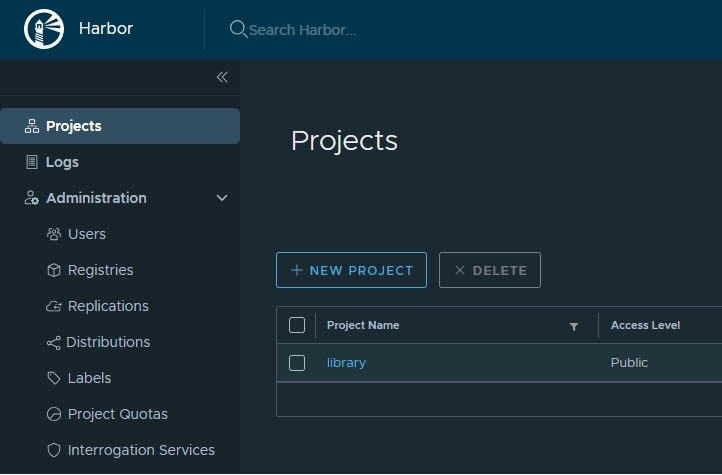 Harbor
Search Harbor...
Projects
Logs
Administration
Users
Registries
Replications
Distributions
Labels
Project Quotas
Interrogation Services
Projects
NEW PROJECT
DELETE
Project Name
Access Level
library
Public